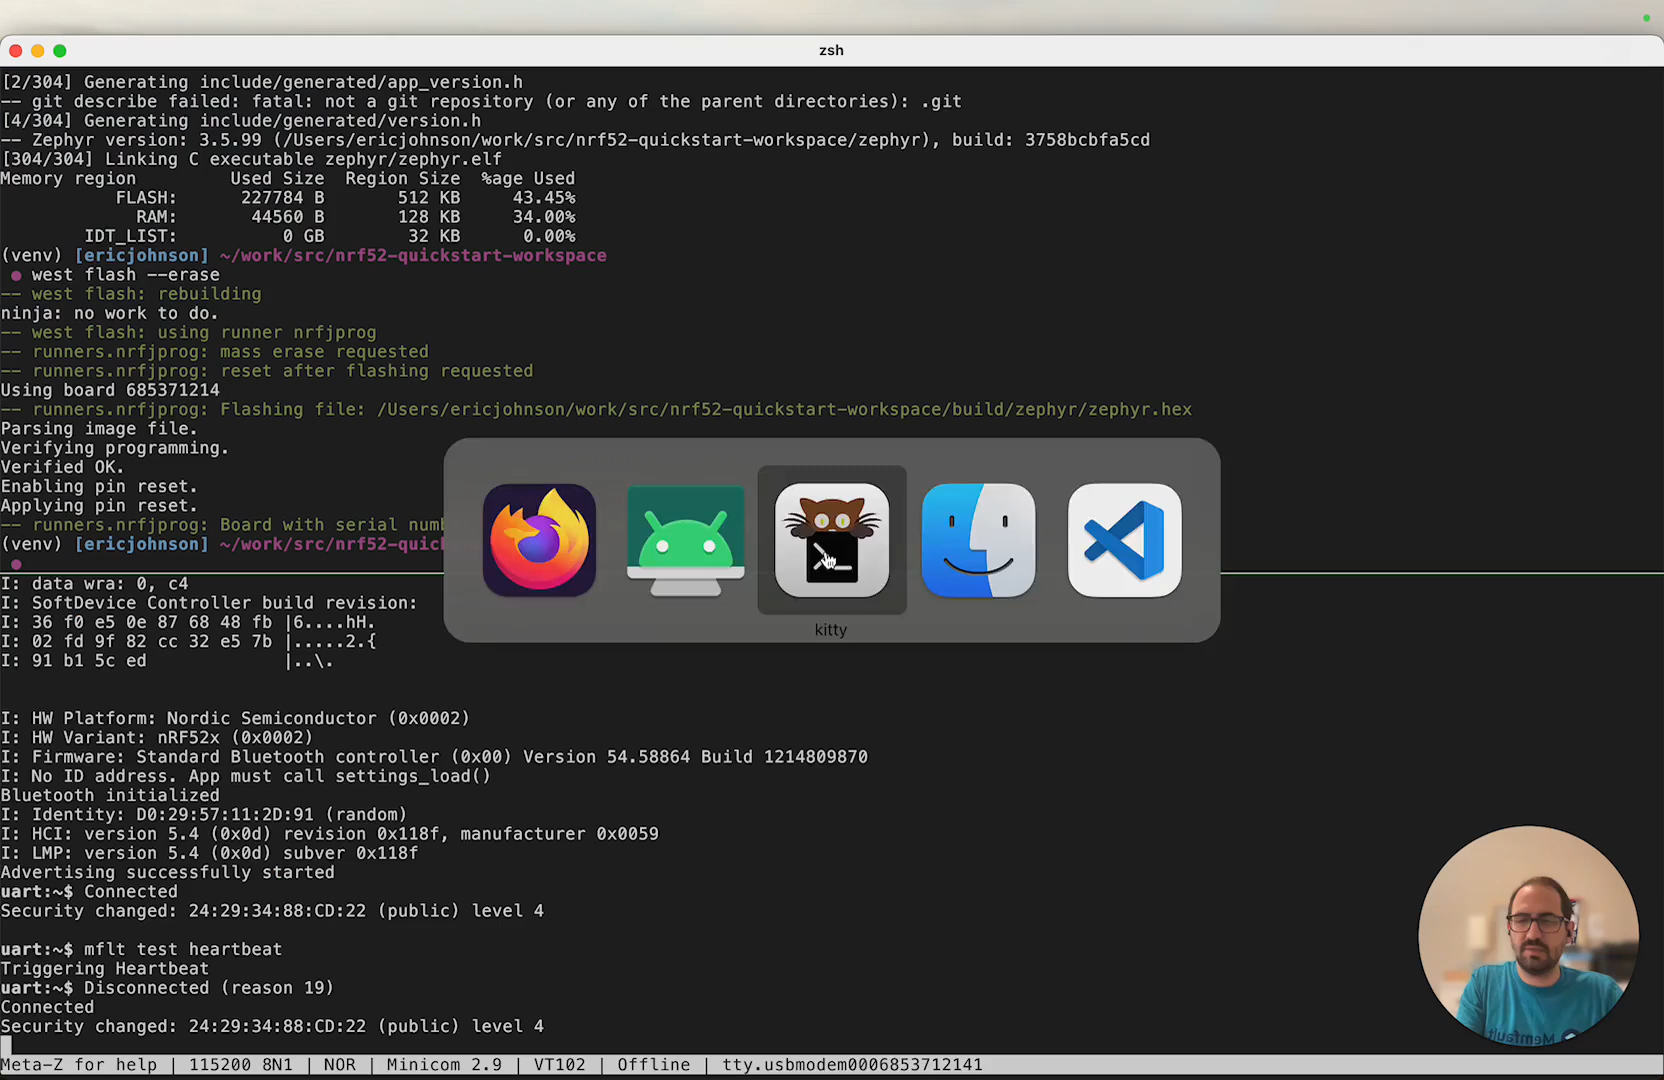 zsh
[2/304] Generating include/generated/app_version.h
-- git describe failed: fatal: not a git repository (or any of the parent directories): .git
[4/304] Generating include/generated/version.h
-- Zephyr version: 3.5.99 (/Users/ericjohnson/work/src/nrf52-quickstart-workspace/zephyr), build: 3758bcbfa5cd
[304/304] Linking C executable zephyr/zephyr.elf
Memory region         Used Size  Region Size  %age Used
FLASH:      227784 B       512 KB     43.45%
RAM:       44560 B       128 KB     34.00%
IDT_LIST:          0 GB        32 KB      0.00%
(venv) [ericjohnson] ~/work/src/nrf52-quickstart-workspace
● west flash --erase
-- west flash: rebuilding
ninja: no work to do.
-- west flash: using runner nrfjprog
-- runners.nrfjprog: mass erase requested
-- runners.nrfjprog: reset after flashing requested
Using board 685371214
-- runners.nrfjprog: Flashing file: /Users/ericjohnson/work/src/nrf52-quickstart-workspace/build/zephyr/zephyr.hex
Parsing image file.
Verifying programming.
Verified OK.
Enabling pin reset.
Applying pin reset.
-- runners.nrfjprog: Board with serial num
(venv) [ericjohnson] ~/work/src/nrf52-quic
●
kitty
I: data wra: 0, c4
I: SoftDevice Controller build revision:
I: 36 f0 e5 0e 87 68 48 fb |6....hH.
I: 02 fd 9f 82 cc 32 e5 7b |.....2.{
I: 91 b1 5c ed             |..\.
I: HW Platform: Nordic Semiconductor (0x0002)
I: HW Variant: nRF52x (0x0002)
I: Firmware: Standard Bluetooth controller (0x00) Version 54.58864 Build 1214809870
I: No ID address. App must call settings_load()
Bluetooth initialized
I: Identity: D0:29:57:11:2D:91 (random)
I: HCI: version 5.4 (0x0d) revision 0x118f, manufacturer 0x0059
I: LMP: version 5.4 (0x0d) subver 0x118f
Advertising successfully started
uart:~$ Connected
Security changed: 24:29:34:88:CD:22 (public) level 4
uart:~$ mflt test heartbeat
Triggering Heartbeat
uart:~$ Disconnected (reason 19)
Connected
Security changed: 24:29:34:88:CD:22 (public) level 4
Memfault
Meta-Z for help | 115200 8N1 | NOR | Minicom 2.9 | VT102 | Offline | tty.usbmodem0006853712141